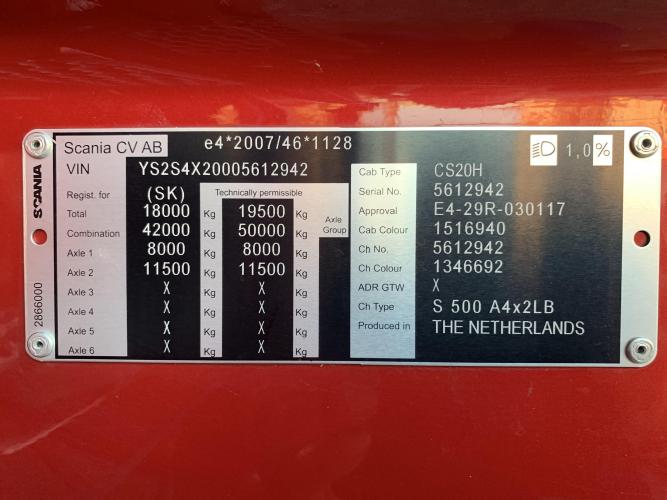 Scania CV AB e4*2007/46*1128 1,0%
VIN YS2S4X20005612942
Regist. for (SK) Technically permissible
Total 18000 Kg 19500 Kg Axle Group
Combination 42000 Kg 50000 Kg
Axle 1 8000 Kg 8000 Kg
Axle 2 11500 Kg 11500 Kg
Axle 3 X Kg X Kg
Axle 4 X Kg X Kg
Axle 5 X Kg X Kg
Axle 6 X Kg X Kg
Cab Type CS20H
Serial No. 5612942
Approval E4-29R-030117
Cab Colour 1516940
Ch No. 5612942
Ch Colour 1346692
ADR GTW X
Ch Type S 500 A4x2LB
Produced in THE NETHERLANDS
SCANIA
2866000